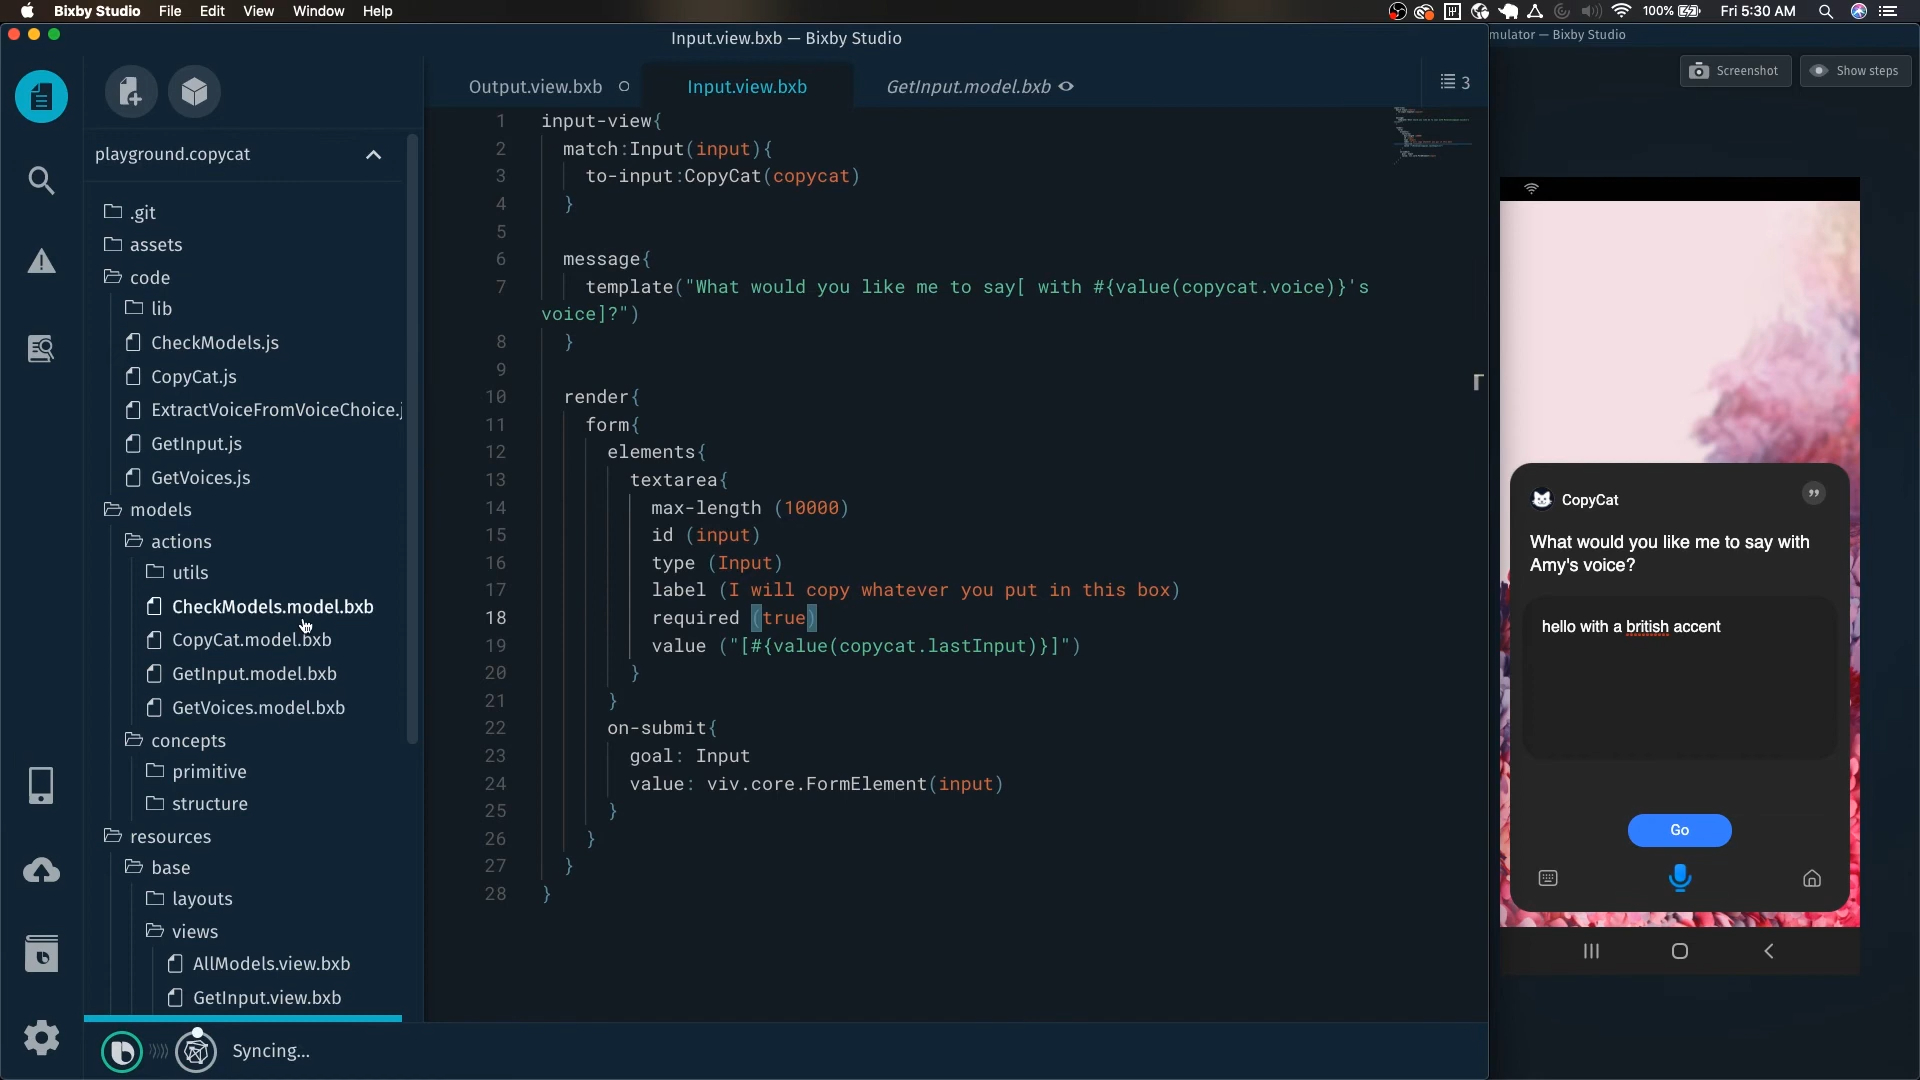 Bixby Studio File Edit View Window Help
100% Fri 5:30 AM
Input.view.bxb — Bixby Studio
mulator — Bixby Studio
Screenshot
Show steps
Output.view.bxb
Input.view.bxb
GetInput.model.bxb
3
playground.copycat
.git
assets
code
lib
CheckModels.js
CopyCat.js
ExtractVoiceFromVoiceChoice.j
GetInput.js
GetVoices.js
models
actions
utils
CheckModels.model.bxb
CopyCat.model.bxb
GetInput.model.bxb
GetVoices.model.bxb
concepts
primitive
structure
resources
base
layouts
views
AllModels.view.bxb
GetInput.view.bxb
Syncing...
1 input-view{
2 match:Input(input){
3 to-input:CopyCat(copycat)
4 }
5
6 message{
7 template("What would you like me to say[ with #{value(copycat.voice)}'s
voice]?")
8 }
9
10 render{
11 form{
12 elements{
13 textarea{
14 max-length (10000)
15 id (input)
16 type (Input)
17 label (I will copy whatever you put in this box)
18 required (true)
19 value ("[#{value(copycat.lastInput)}]")
20 }
21 }
22 on-submit{
23 goal: Input
24 value: viv.core.FormElement(input)
25 }
26 }
27 }
28 }
CopyCat
What would you like me to say with
Amy's voice?
hello with a british accent
Go